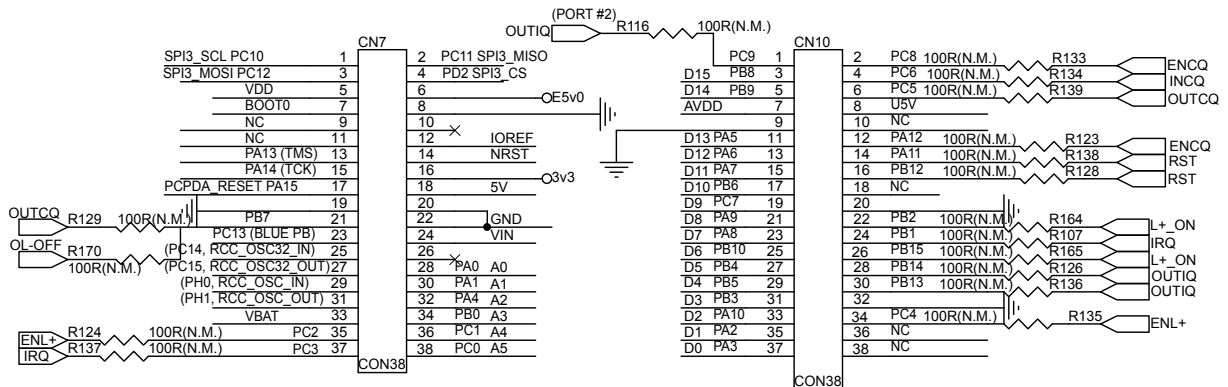 (PORT #2)
OUTIQ R116 100R(N.M.)
CN7
SPI3_SCL PC10 1 2 PC11 SPI3_MISO
SPI3_MOSI PC12 3 4 PD2 SPI3_CS
VDD 5 6 E5v0
BOOT0 7 8
NC 9 10
NC 11 12 IOREF
PA13 (TMS) 13 14 NRST
PA14 (TCK) 15 16 3v3
PCPDA_RESET PA15 17 18 5V
19 20
OUTCQ R129 100R(N.M.) PB7 21 22 GND
PC13 (BLUE PB) 23 24 VIN
OL-OFF R170 100R(N.M.) (PC14, RCC_OSC32_IN) 25 26
(PC15, RCC_OSC32_OUT) 27 28 PA0 A0
(PH0, RCC_OSC_IN) 29 30 PA1 A1
(PH1, RCC_OSC_OUT) 31 32 PA4 A2
VBAT 33 34 PB0 A3
ENL+ R124 100R(N.M.) PC2 35 36 PC1 A4
IRQ R137 100R(N.M.) PC3 37 38 PC0 A5
CON38
CN10
PC9 1 2 PC8 100R(N.M.) R133 ENCQ
D15 PB8 3 4 PC6 100R(N.M.) R134 INCQ
D14 PB9 5 6 PC5 100R(N.M.) R139 OUTCQ
AVDD 7 8 U5V
9 10 NC
D13 PA5 11 12 PA12 100R(N.M.) R123 ENCQ
D12 PA6 13 14 PA11 100R(N.M.) R138 RST
D11 PA7 15 16 PB12 100R(N.M.) R128 RST
D10 PB6 17 18 NC
D9 PC7 19 20
D8 PA9 21 22 PB2 100R(N.M.) R164 L+_ON
D7 PA8 23 24 PB1 100R(N.M.) R107 IRQ
D6 PB10 25 26 PB15 100R(N.M.) R165 L+_ON
D5 PB4 27 28 PB14 100R(N.M.) R126 OUTIQ
D4 PB5 29 30 PB13 100R(N.M.) R136 OUTIQ
D3 PB3 31 32
D2 PA10 33 34 PC4 100R(N.M.) R135 ENL+
D1 PA2 35 36 NC
D0 PA3 37 38 NC
CON38